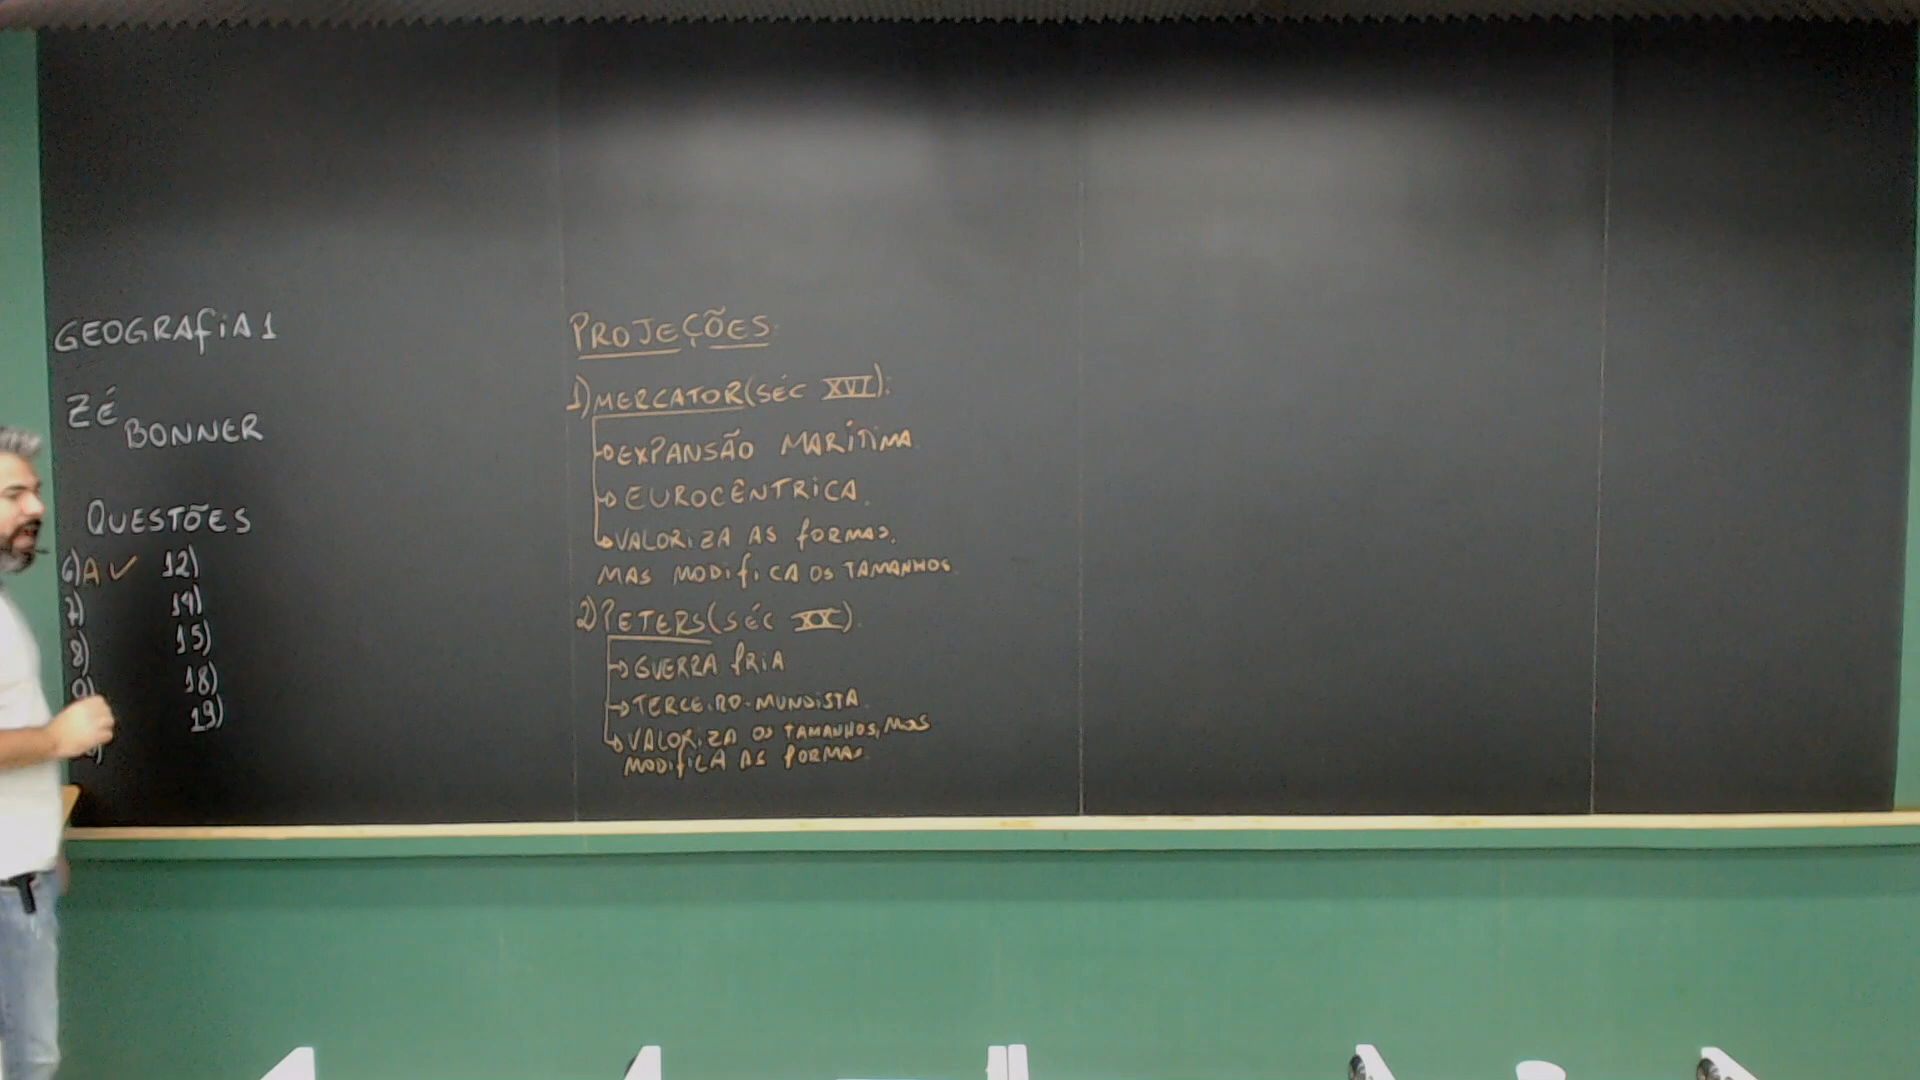 GEOGRAFIA 1
ZÉ
BONNER
QUESTÕES
6) A ✓ 12)
7) 14)
8) 15)
9) 18)
19)
PROJEÇÕES
1) MERCATOR (SÉC XVI):
→ EXPANSÃO MARÍTIMA
→ EUROCÊNTRICA.
→ VALORIZA AS FORMAS,
MAS MODIFICA OS TAMANHOS
2) PETERS (SÉC XX).
→ GUERRA FRIA
→ TERCEIRO-MUNDISTA.
→ VALORIZA OS TAMANHOS, MAS
MODIFICA AS FORMAS.